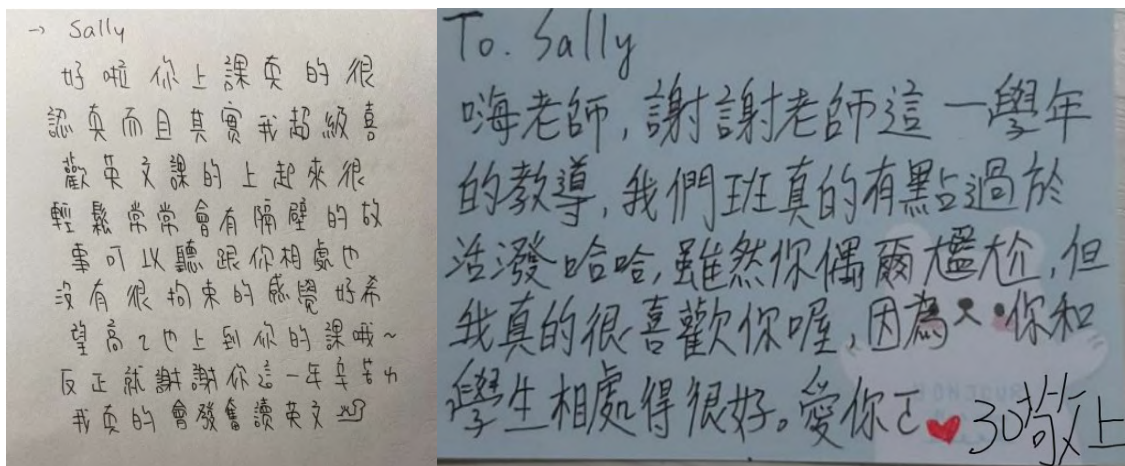 → Sally
好啦你上課真的很
認真而且其實我超級喜
歡英文課的上起來很
輕鬆常常會有隔壁的故
事可以聽跟你相處也
沒有很拘束的感覺好希
望高二也上到你的課哦~
反正就謝謝你這一年辛苦ㄌ
我真的會發奮讀英文
To. Sally
嗨老師,謝謝老師這一學年
的教導,我們班真的有點過於
活潑哈哈,雖然你偶爾尷尬,但
我真的很喜歡你喔,因為你和
學生相處得很好。愛你ㄛ♥30敬上